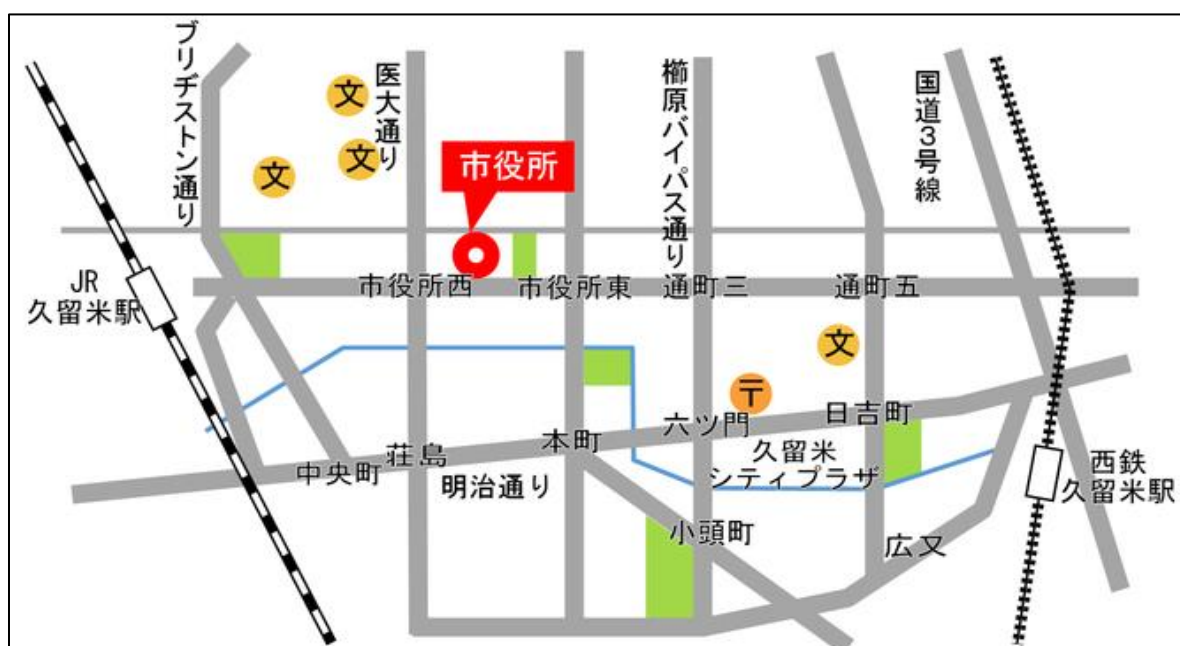 ブリヂストン通り
文
医大通り
櫛原バイパス通り
国道3号線
文
文
市役所
JR
久留米駅
市役所西
市役所東
通町三
通町五
文
〒
中央町
荘島
本町
六ツ門
日吉町
明治通り
久留米
シティプラザ
西鉄
久留米駅
小頭町
広又